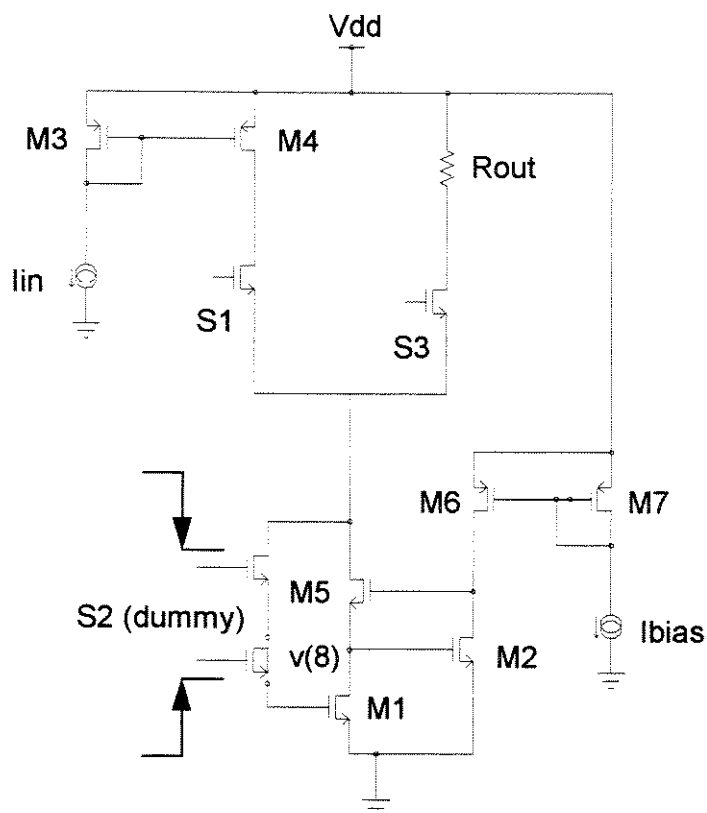 Vdd
M3
M4
Rout
Iin
S1
S3
M6
M7
M5
S2 (dummy)
v(8)
M2
Ibias
M1